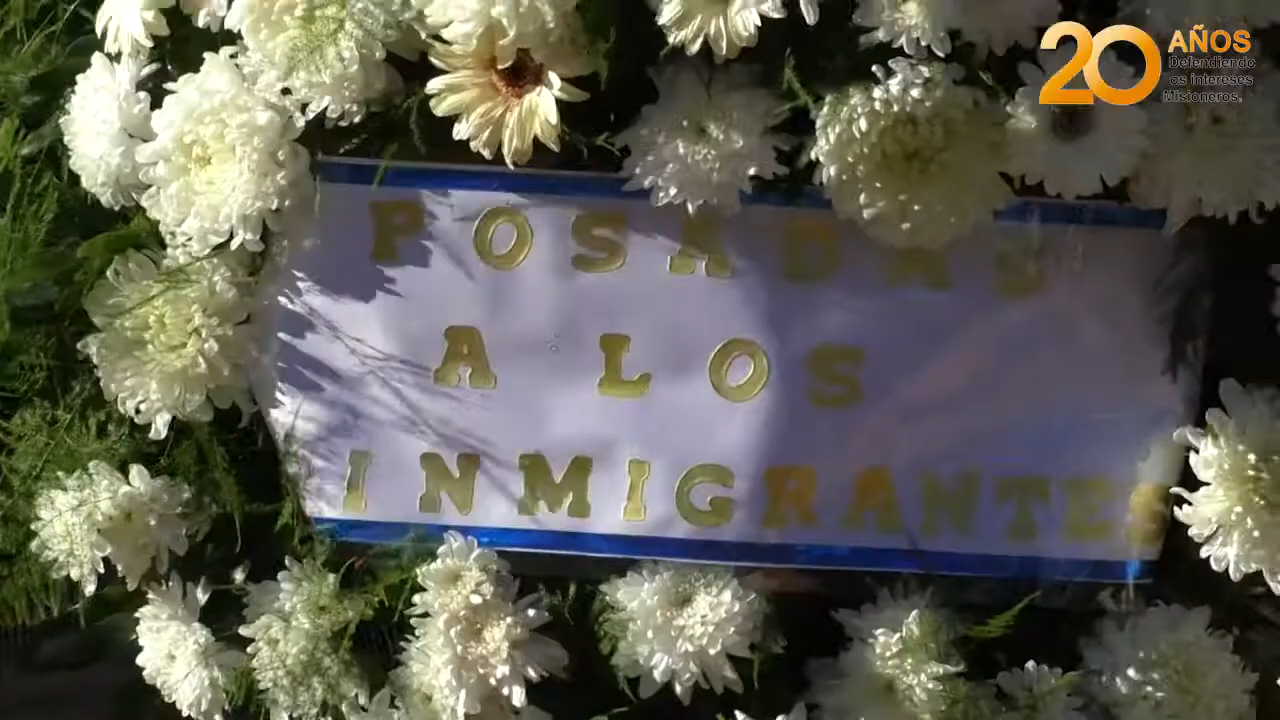 20 AÑOS
Defendiendo
os intereses
Misioneros.
POSADAS
A LOS
INMIGRANTES